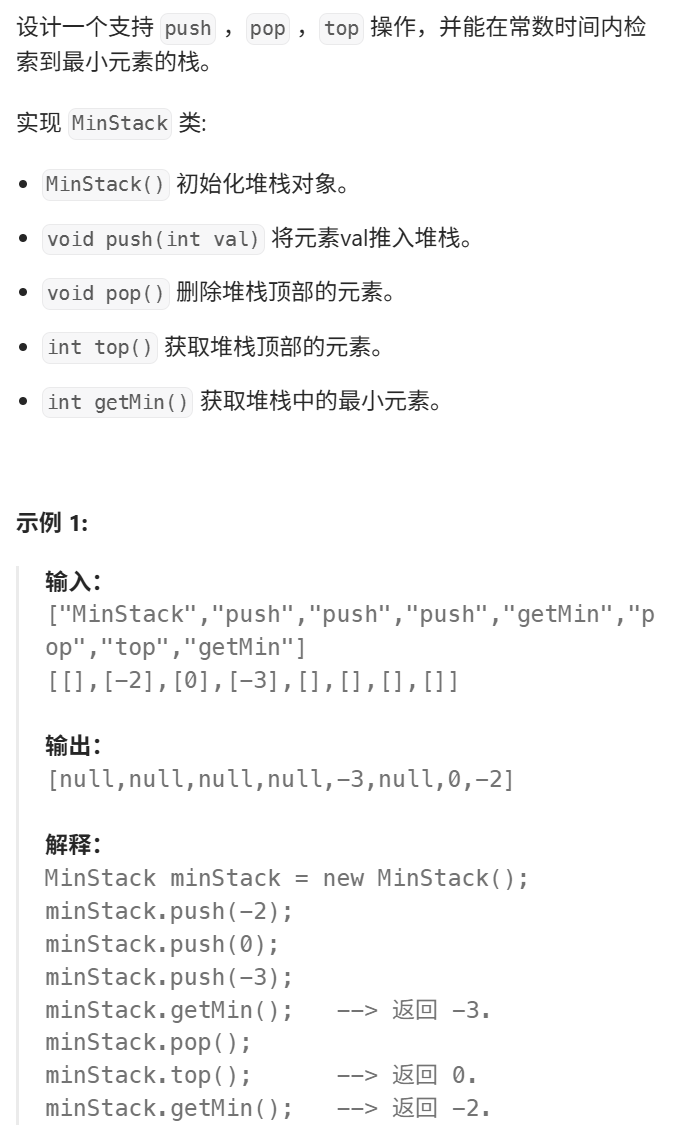 设计一个支持 push ，pop ，top 操作，并能在常数时间内检
索到最小元素的栈。
实现 MinStack 类:
• MinStack() 初始化堆栈对象。
• void push(int val) 将元素val推入堆栈。
• void pop() 删除堆栈顶部的元素。
• int top() 获取堆栈顶部的元素。
• int getMin() 获取堆栈中的最小元素。
示例 1:
输入：
["MinStack","push","push","push","getMin","p
op","top","getMin"]
[[],[-2],[0],[-3],[],[],[],[]]
输出：
[null,null,null,null,-3,null,0,-2]
解释：
MinStack minStack = new MinStack();
minStack.push(-2);
minStack.push(0);
minStack.push(-3);
minStack.getMin();   --> 返回 -3.
minStack.pop();
minStack.top();      --> 返回 0.
minStack.getMin();   --> 返回 -2.